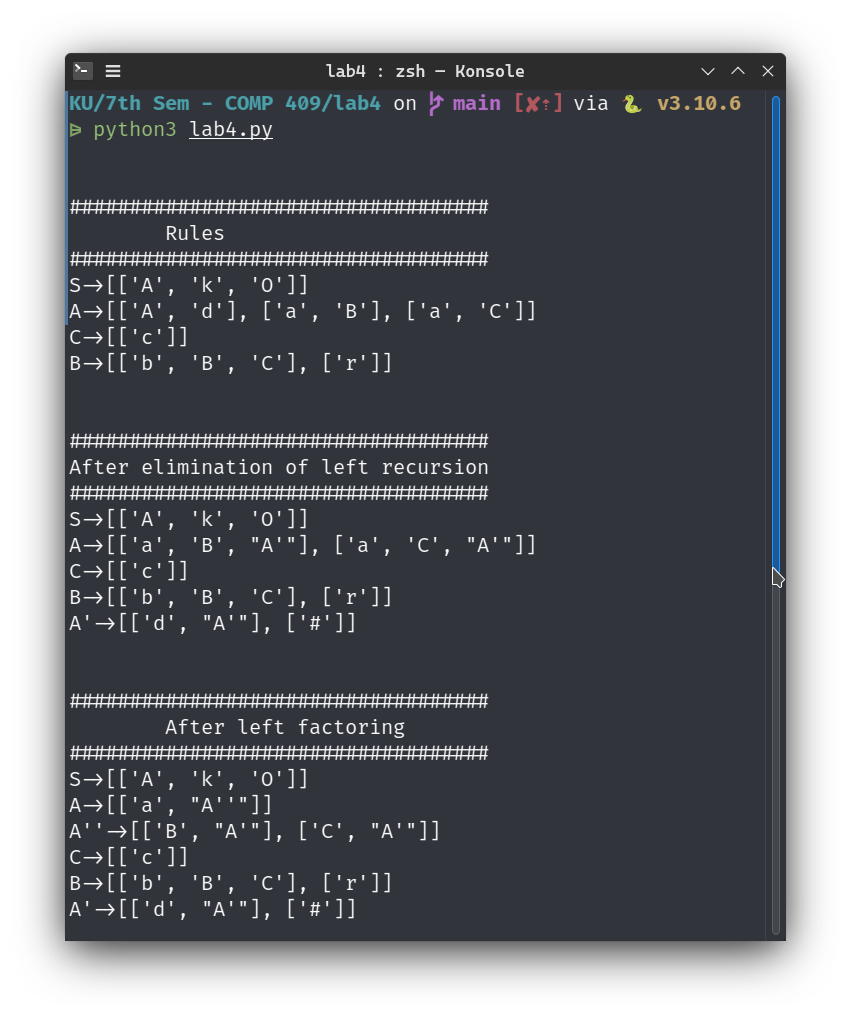 lab4 : zsh — Konsole
KU/7th Sem - COMP 409/lab4 on main [✘⇡] via 🐍 v3.10.6
python3 lab4.py
###################################
Rules
###################################
S->[['A', 'k', 'O']]
A->[['A', 'd'], ['a', 'B'], ['a', 'C']]
C->[['c']]
B->[['b', 'B', 'C'], ['r']]
###################################
After elimination of left recursion
###################################
S->[['A', 'k', 'O']]
A->[['a', 'B', "A'"], ['a', 'C', "A'"]]
C->[['c']]
B->[['b', 'B', 'C'], ['r']]
A'->[['d', "A'"], ['#']]
###################################
After left factoring
###################################
S->[['A', 'k', 'O']]
A->[['a', "A''"]]
A''->[['B', "A'"], ['C', "A'"]]
C->[['c']]
B->[['b', 'B', 'C'], ['r']]
A'->[['d', "A'"], ['#']]